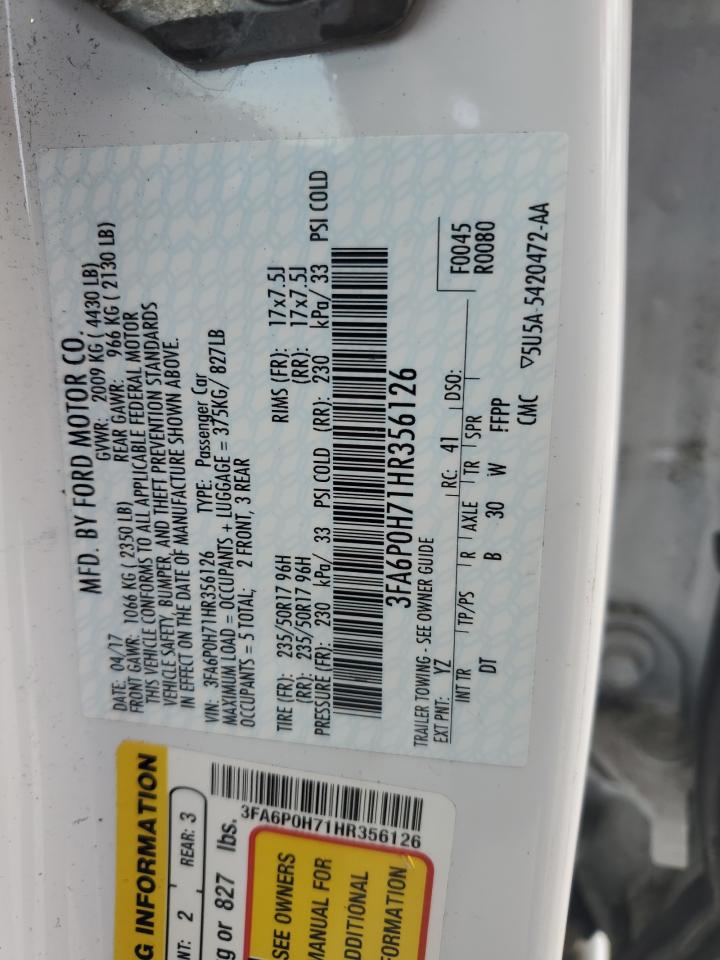 MFD. BY FORD MOTOR CO.
DATE: 04/17 GVWR: 2009 KG ( 4430 LB)
FRONT GAWR: 1066 KG ( 2350 LB) REAR GAWR: 966 KG ( 2130 LB)
THIS VEHICLE CONFORMS TO ALL APPLICABLE FEDERAL MOTOR
VEHICLE SAFETY, BUMPER, AND THEFT PREVENTION STANDARDS
IN EFFECT ON THE DATE OF MANUFACTURE SHOWN ABOVE.
VIN: 3FA6P0H71HR356126 TYPE: Passenger Car
MAXIMUM LOAD = OCCUPANTS + LUGGAGE = 375KG/ 827LB
OCCUPANTS = 5 TOTAL; 2 FRONT, 3 REAR
TIRE (FR): 235/50R17 96H RIMS (FR): 17x7.5J
(RR): 235/50R17 96H (RR): 17x7.5J
PRESSURE (FR): 230 kPa/ 33 PSI COLD (RR): 230 kPa/ 33 PSI COLD
3FA6P0H71HR356126
TRAILER TOWING - SEE OWNER GUIDE
F0045
R0080
EXT PNT: YZ RC: 41 DSO:
INT TR TP/PS R AXLE TR SPR
DT B 30 W FFPP
CMC ▽5U5A-5420472-AA
G INFORMATION
NT: 2 REAR: 3
g or 827 lbs.
3FA6P0H71HR356126
SEE OWNERS
MANUAL FOR
ADDITIONAL
FORMATION